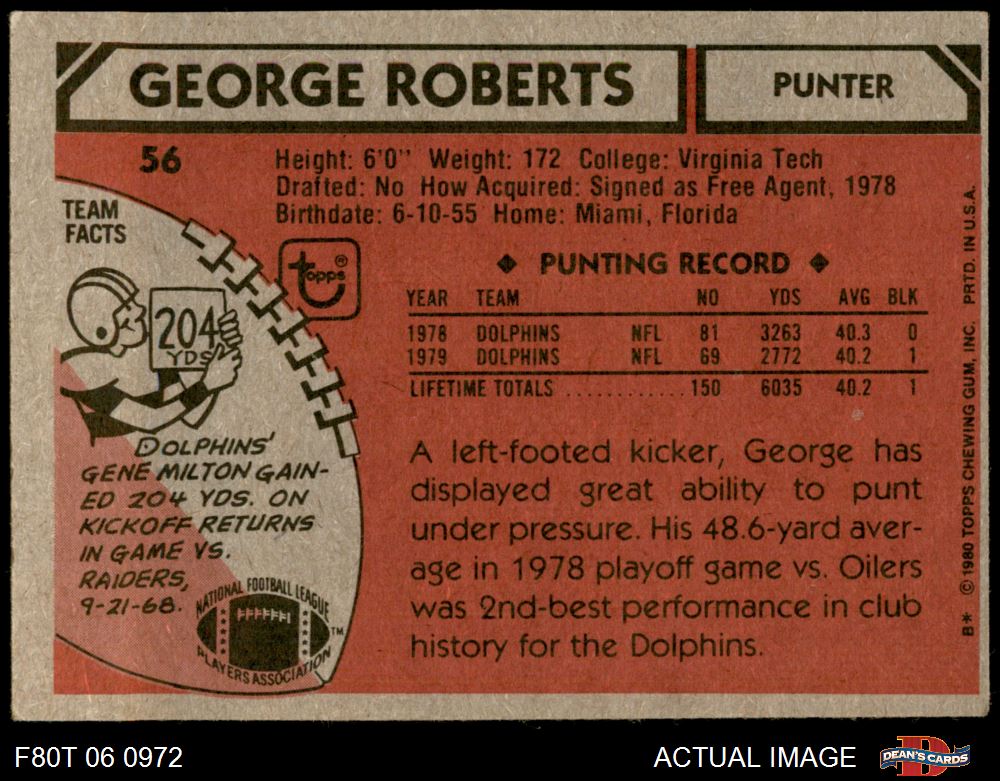 GEORGE ROBERTS
PUNTER
56
Height: 6'0" Weight: 172 College: Virginia Tech
Drafted: No How Acquired: Signed as Free Agent, 1978
Birthdate: 6-10-55 Home: Miami, Florida
TEAM
FACTS
204
YDS
DOLPHINS'
GENE MILTON GAIN-
ED 204 YDS. ON
KICKOFF RETURNS
IN GAME VS.
RAIDERS,
9-21-68.
NATIONAL FOOTBALL LEAGUE
PLAYERS ASSOCIATION
™
topps®
◆ PUNTING RECORD ◆
YEAR TEAM NO YDS AVG BLK
1978 DOLPHINS NFL 81 3263 40.3 0
1979 DOLPHINS NFL 69 2772 40.2 1
LIFETIME TOTALS ............ 150 6035 40.2 1
A left-footed kicker, George has
displayed great ability to punt
under pressure. His 48.6-yard aver-
age in 1978 playoff game vs. Oilers
was 2nd-best performance in club
history for the Dolphins.
B* © 1980 TOPPS CHEWING GUM, INC. PRTD. IN U.S.A.
F80T 06 0972
ACTUAL IMAGE
D
DEAN'S CARDS